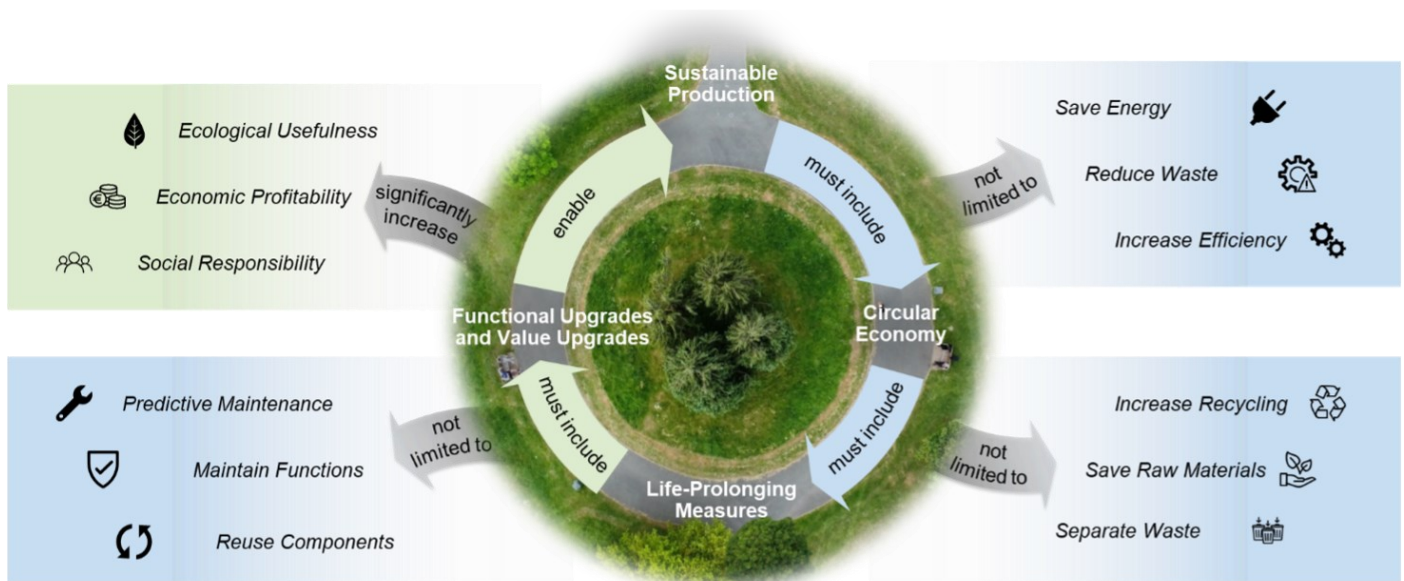 Sustainable
Production
Ecological Usefulness
Economic Profitability
Social Responsibility
significantly
increase
enable
must include
not
limited to
Save Energy
Reduce Waste
Increase Efficiency
Functional Upgrades
and Value Upgrades
Circular
Economy
Predictive Maintenance
Maintain Functions
Reuse Components
not
limited to
must include
Life-Prolonging
Measures
must include
not
limited to
Increase Recycling
Save Raw Materials
Separate Waste